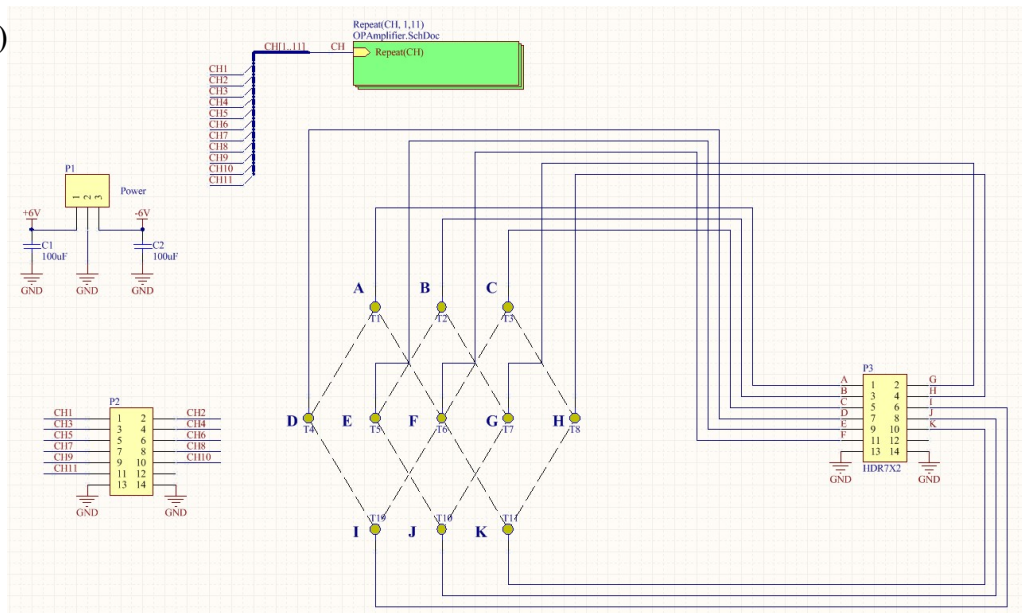 )
Repeat(CH, 1,11)
OPAmplifier.SchDoc
CH[1..11] CH Repeat(CH)
CH1
CH2
CH3
CH4
CH5
CH6
CH7
CH8
CH9
CH10
CH11
P1
Power
1 2 3
+6V -6V
C1 C2
100uF 100uF
GND GND GND
A B C
T1 T2 T3
D E F G H
T4 T5 T6 T7 T8
I J K
T19 T10 T11
P2
CH1 1 2 CH2
CH3 3 4 CH4
CH5 5 6 CH6
CH7 7 8 CH8
CH9 9 10 CH10
CH11 11 12
13 14
GND GND
P3
A 1 2 G
B 3 4 H
C 5 6 I
D 7 8 J
E 9 10 K
F 11 12
13 14
HDR7X2
GND GND